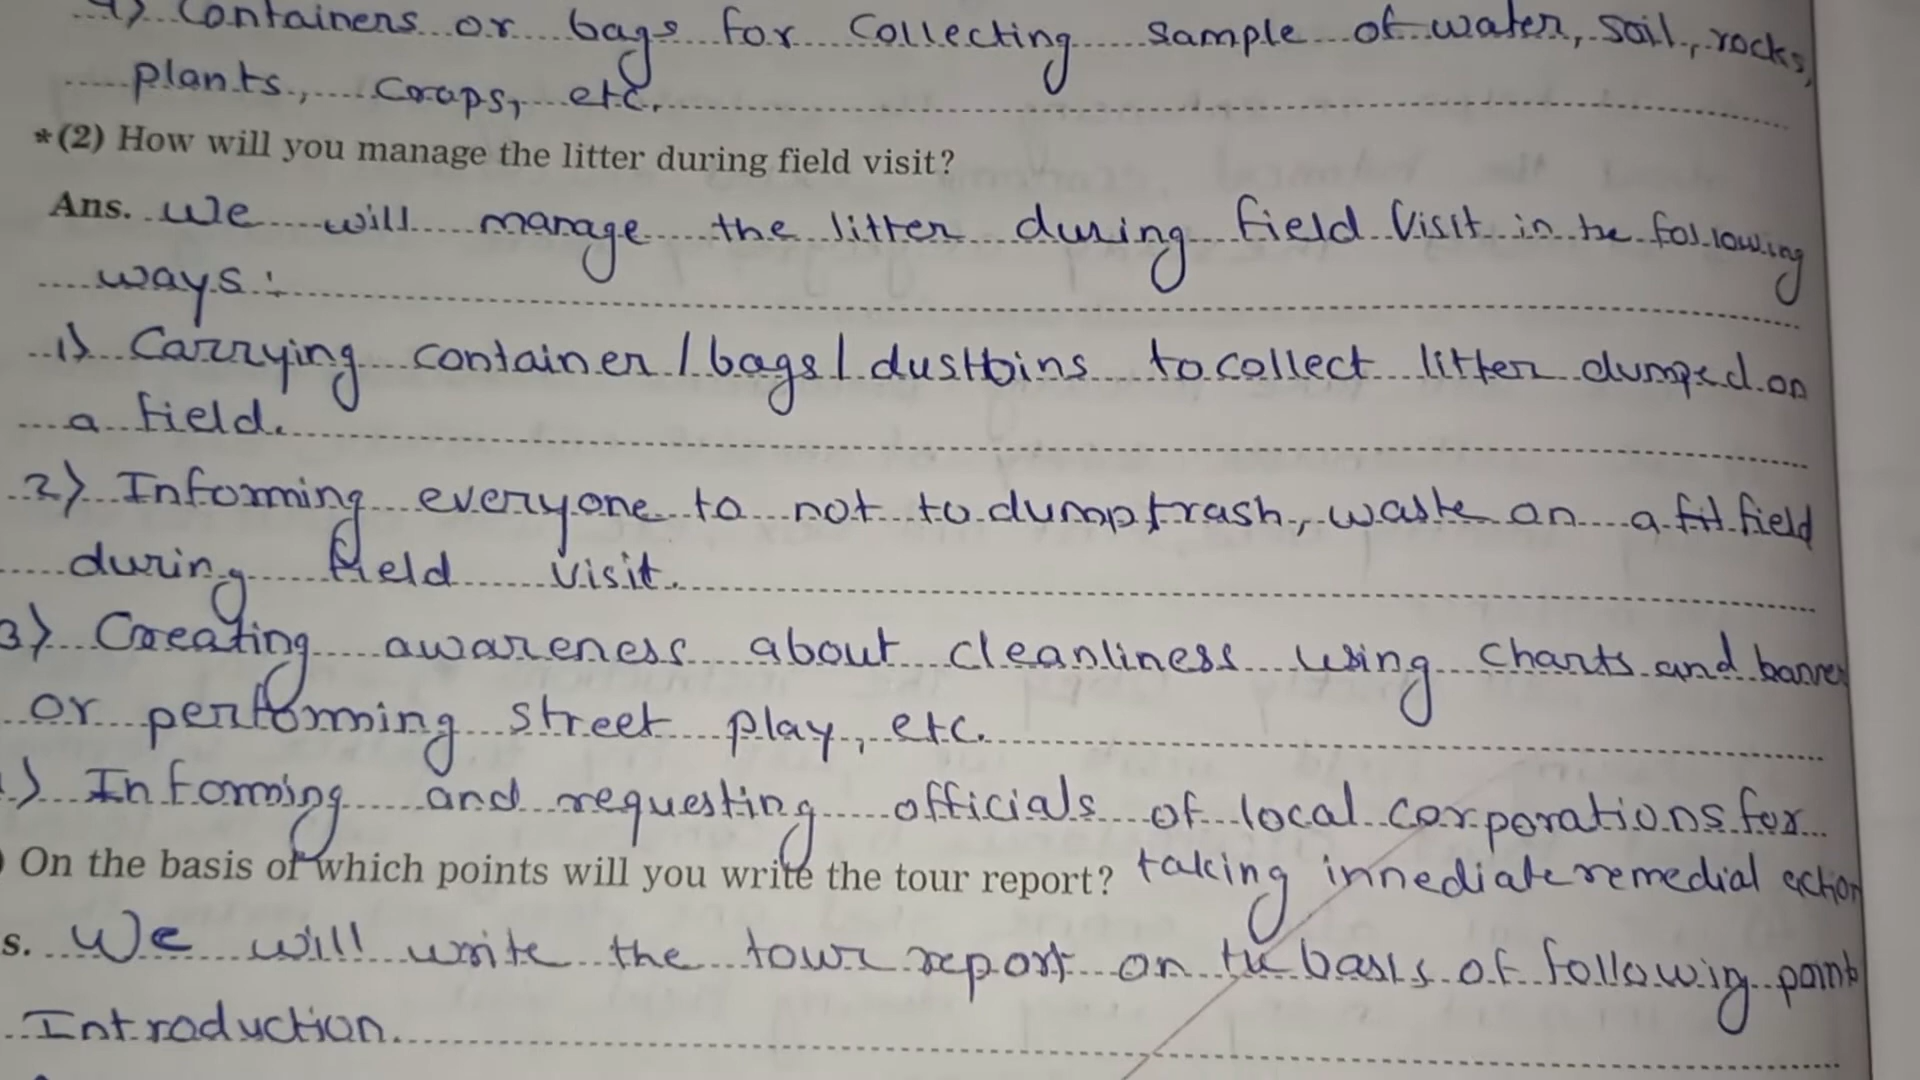 4) Containers or bags for Collecting sample of water, soil, rocks,
plants, Craps, etc.
*(2) How will you manage the litter during field visit?
Ans. We will manage the litter during field Visit in the following
ways :
1) Carrying container / bags / dustbins to collect litter dumped on
a field.
2) Informing everyone to not to dump trash, waste on a field
during field visit.
3) Creating awareness about cleanliness using charts and banner
or performing street play, etc.
) Informing and requesting officials of local corporations for
) On the basis of which points will you write the tour report? taking immediate remedial action
s. We will write the tour report on the basis of following point
Introduction.